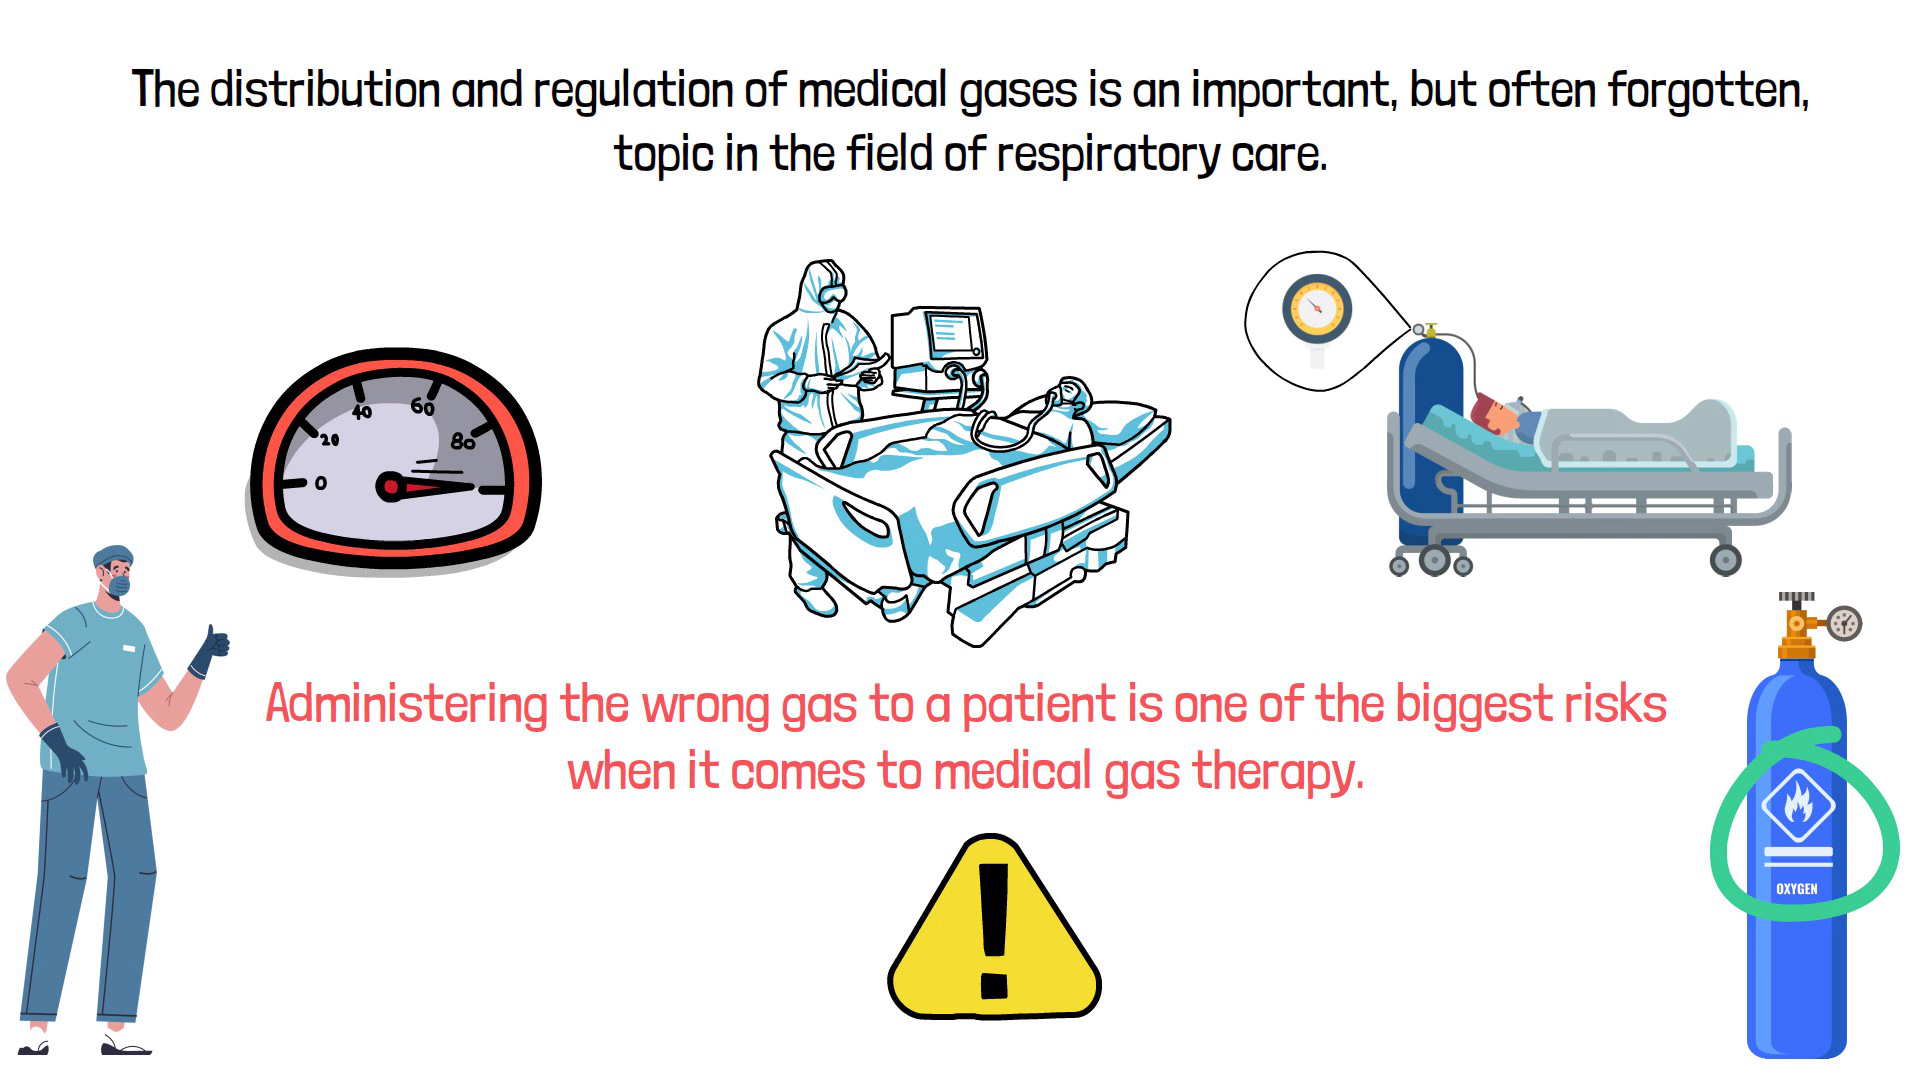 The distribution and regulation of medical gases is an important, but often forgotten,
topic in the field of respiratory care.
0
20
40
60
80
Administering the wrong gas to a patient is one of the biggest risks
when it comes to medical gas therapy.
!
OXYGEN